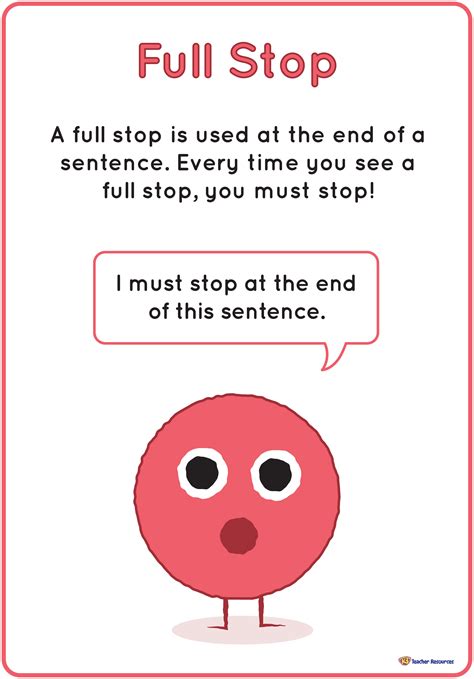 Full Stop
A full stop is used at the end of a
sentence. Every time you see a
full stop, you must stop!
I must stop at the end
of this sentence.
K-3 Teacher Resources